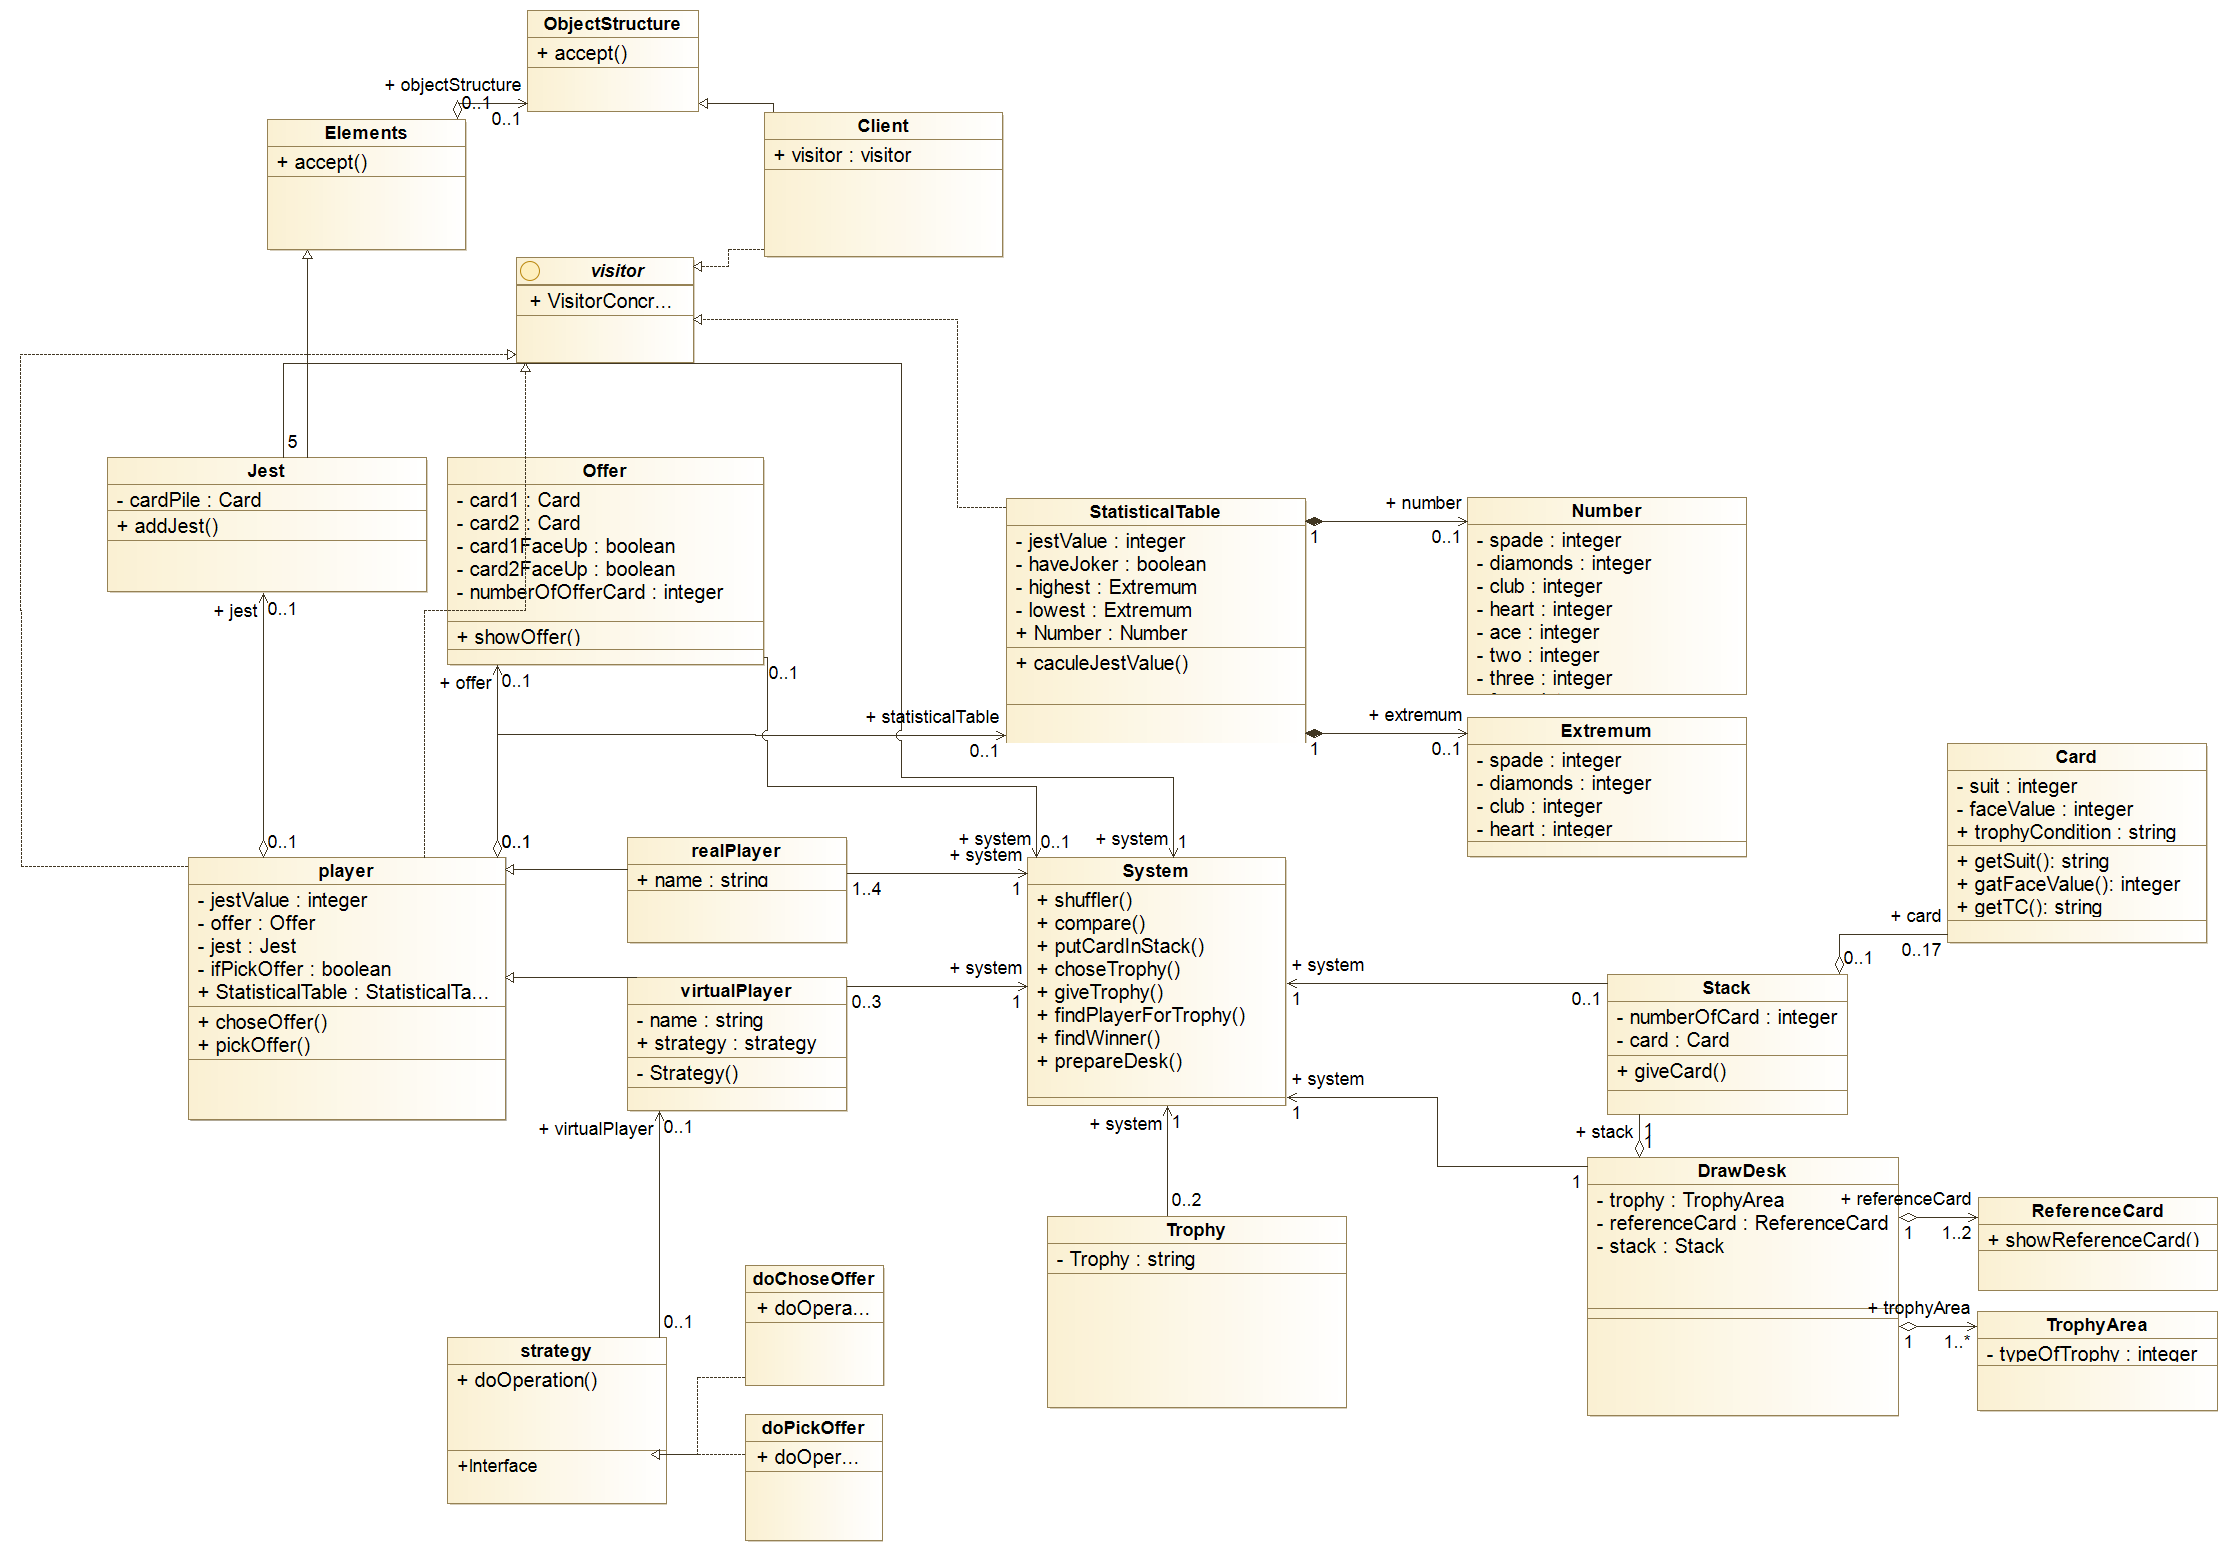 ObjectStructure
+ accept()
+ objectStructure
0..1
0..1
Elements
+ accept()
Client
+ visitor : visitor
visitor
+ VisitorConcr...
5
Jest
- cardPile : Card
+ addJest()
+ jest
0..1
Offer
- card1 : Card
- card2 : Card
- card1FaceUp : boolean
- card2FaceUp : boolean
- numberOfOfferCard : integer
+ showOffer()
+ offer
0..1
0..1
StatisticalTable
- jestValue : integer
- haveJoker : boolean
- highest : Extremum
- lowest : Extremum
+ Number : Number
+ caculeJestValue()
+ statisticalTable
0..1
+ number
1
0..1
Number
- spade : integer
- diamonds : integer
- club : integer
- heart : integer
- ace : integer
- two : integer
- three : integer
+ extremum
1
0..1
Extremum
- spade : integer
- diamonds : integer
- club : integer
- heart : integer
Card
- suit : integer
- faceValue : integer
+ trophyCondition : string
+ getSuit(): string
+ gatFaceValue(): integer
+ getTC(): string
+ card
0..17
0..1
0..1
0..1
player
- jestValue : integer
- offer : Offer
- jest : Jest
- ifPickOffer : boolean
+ StatisticalTable : StatisticalTa...
+ choseOffer()
+ pickOffer()
realPlayer
+ name : string
1..4
+ system
0..1
+ system
1
+ system
1
virtualPlayer
- name : string
+ strategy : strategy
- Strategy()
0..3
+ system
1
System
+ shuffler()
+ compare()
+ putCardInStack()
+ choseTrophy()
+ giveTrophy()
+ findPlayerForTrophy()
+ findWinner()
+ prepareDesk()
+ system
1
0..1
Stack
- numberOfCard : integer
- card : Card
+ giveCard()
+ system
1
1
+ stack
1
1
DrawDesk
- trophy : TrophyArea
- referenceCard : ReferenceCard
- stack : Stack
+ referenceCard
1
1..2
ReferenceCard
+ showReferenceCard()
+ trophyArea
1
1..*
TrophyArea
- typeOfTrophy : integer
+ system
1
0..2
Trophy
- Trophy : string
+ virtualPlayer
0..1
0..1
strategy
+ doOperation()
+Interface
doChoseOffer
+ doOpera...
doPickOffer
+ doOper...